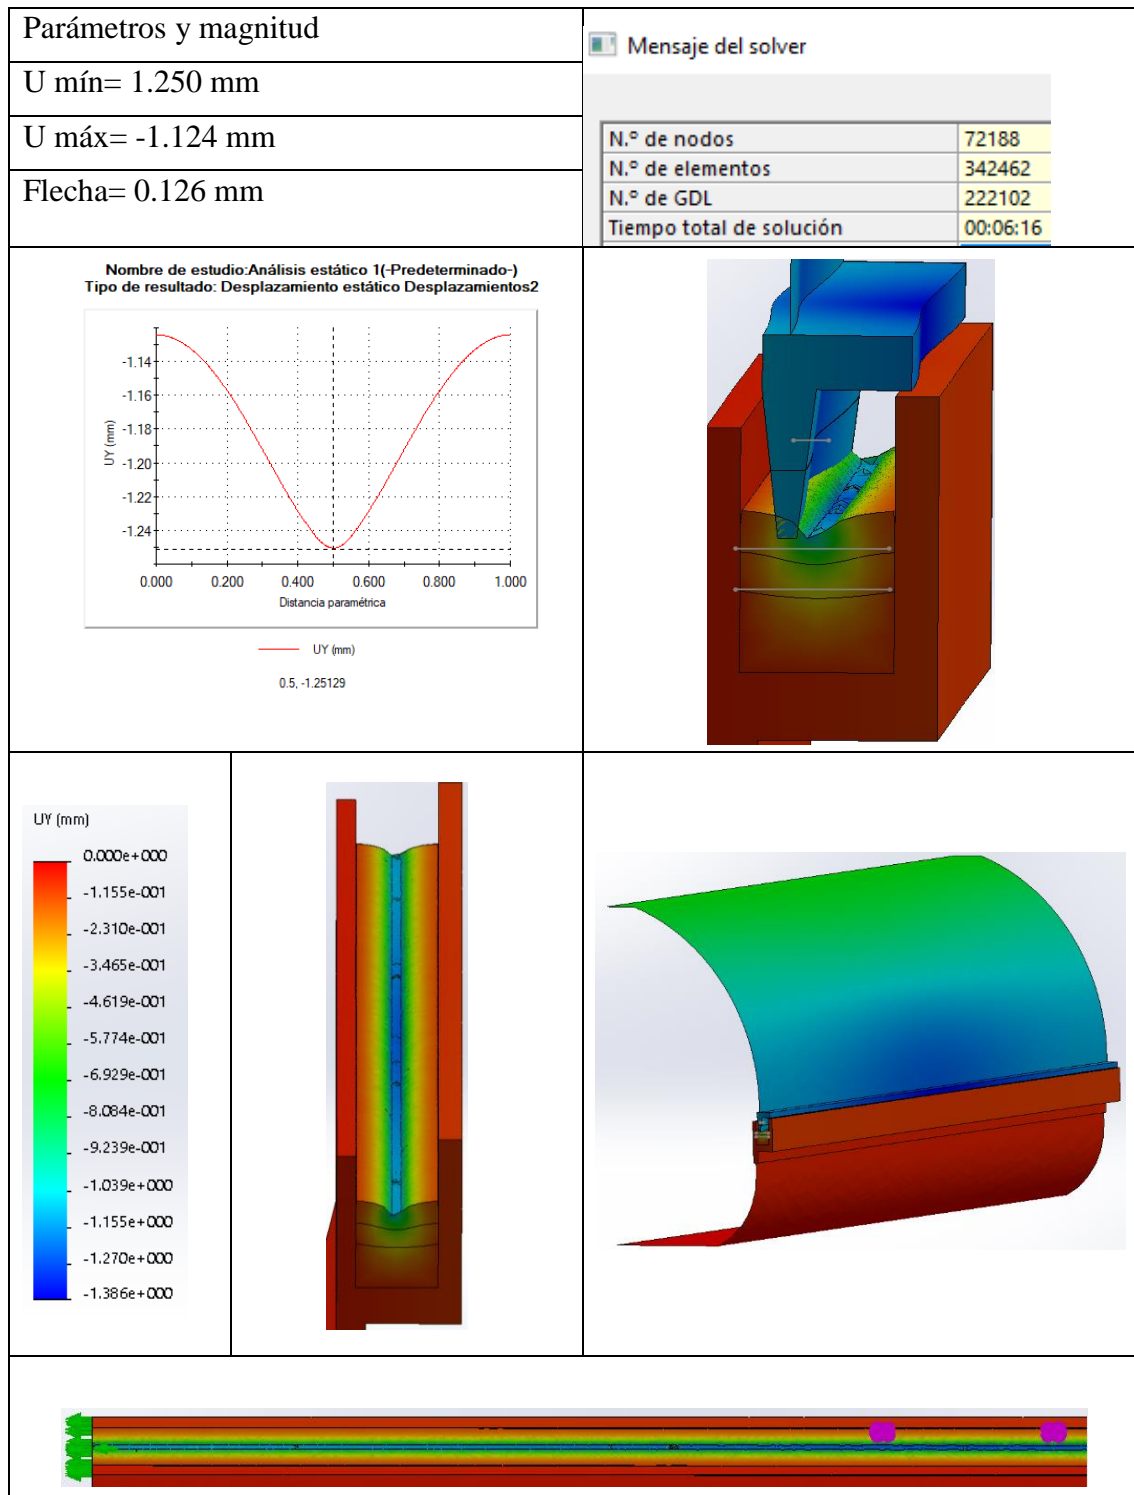 Parámetros y magnitud
U mín= 1.250 mm
U máx= -1.124 mm
Flecha= 0.126 mm
Mensaje del solver
N.º de nodos 72188
N.º de elementos 342462
N.º de GDL 222102
Tiempo total de solución 00:06:16
Nombre de estudio:Análisis estático 1(-Predeterminado-)
Tipo de resultado: Desplazamiento estático Desplazamientos2
UY (mm)
-1.14
-1.16
-1.18
-1.20
-1.22
-1.24
0.000 0.200 0.400 0.600 0.800 1.000
Distancia paramétrica
UY (mm)
0.5, -1.25129
UY (mm)
0.000e+000
-1.155e-001
-2.310e-001
-3.465e-001
-4.619e-001
-5.774e-001
-6.929e-001
-8.084e-001
-9.239e-001
-1.039e+000
-1.155e+000
-1.270e+000
-1.386e+000